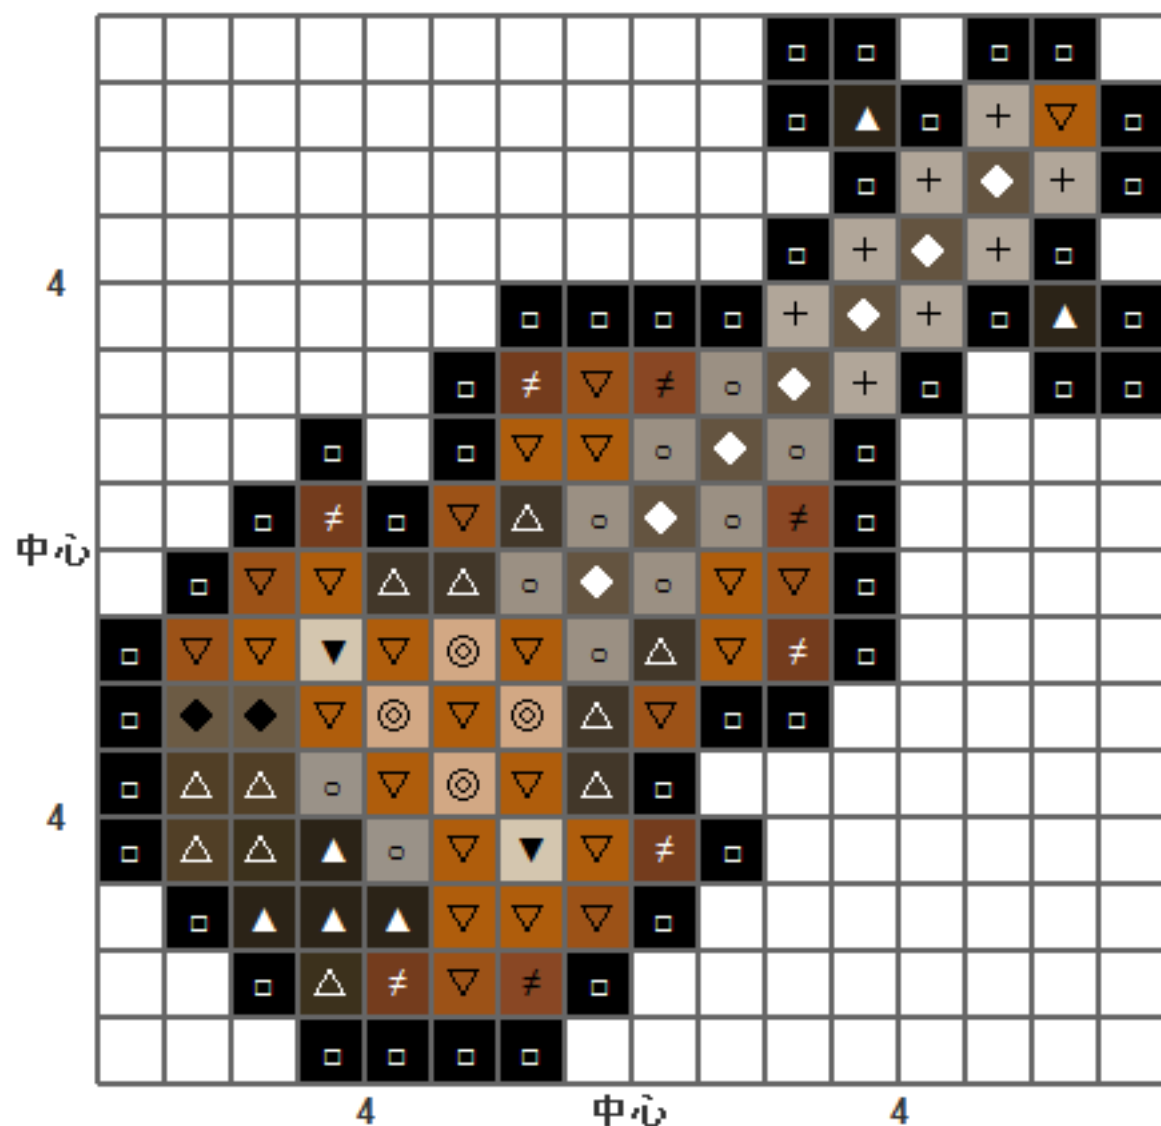 □ □ □ □
□ ▲ □ + ▽ □
□ + ◆ + □
□ + ◆ + □
4
□ □ □ □ + ◆ + □ ▲ □
□ ≠ ▽ ≠ ○ ◆ + □ □ □
□ □ ▽ ▽ ○ ◆ ○ □
□ ≠ □ ▽ △ ○ ◆ ○ ≠ □
中心
□ ▽ ▽ △ △ ○ ◆ ○ ▽ ▽ □
□ ▽ ▽ ▼ ▽ ◎ ▽ ○ △ ▽ ≠ □
□ ◆ ◆ ▽ ◎ ▽ ◎ △ ▽ □ □
□ △ △ ○ ▽ ◎ ▽ △ □
4
□ △ △ ▲ ○ ▽ ▼ ▽ ≠ □
□ ▲ ▲ ▲ ▽ ▽ ▽ □
□ △ ≠ ▽ ≠ □
□ □ □ □
4 中心 4